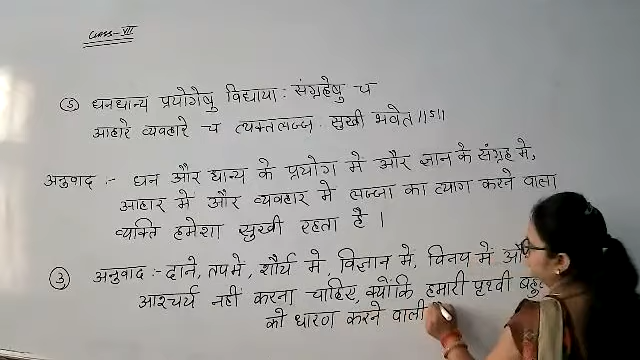 Class-VII
(5) धनधान्य प्रयोगेषु विद्याया: संग्रहेषु च
आहारे व्यवहारे च त्यक्तलज्ज: सुखी भवेत ॥5॥
अनुवाद :- धन और धान्य के प्रयोग मे और ज्ञान के संग्रह मे,
आहार मे और व्यवहार मे लज्जा का त्याग करने वाला
व्यक्ति हमेशा सुखी रहता है ।
(3) अनुवाद :- दाने, तपमे, शौर्य मे, विज्ञान मे, विनय मे
आश्चर्य नहीं करना चाहिए, क्योंकि हमारी पृथ्वी
को धारण करने वाली